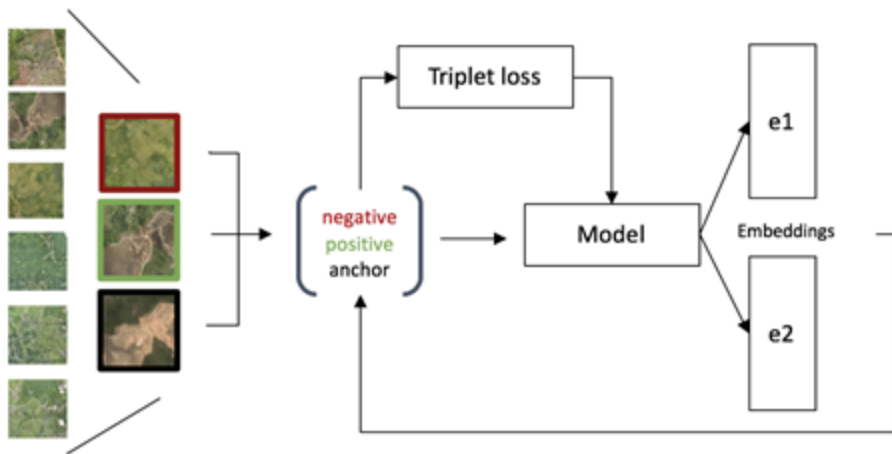 Triplet loss
e1
negative
positive
anchor
Model
Embeddings
e2